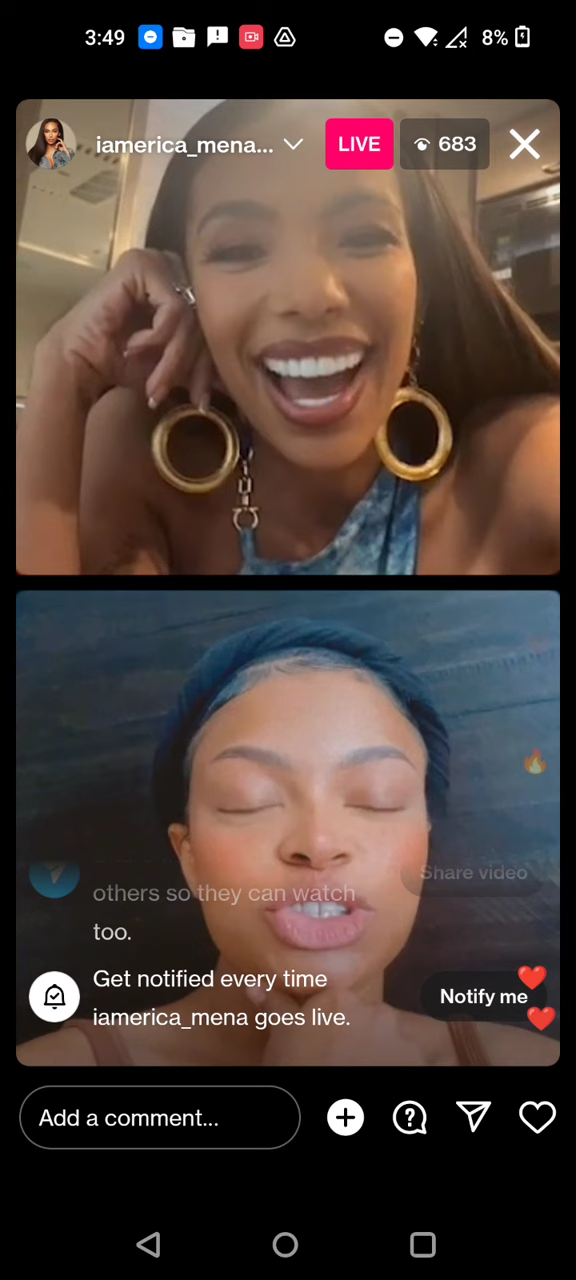 3:49 8%
iamerica_mena... LIVE 683
Share video
others so they can watch
too.
Get notified every time
Notify me
iamerica_mena goes live.
Add a comment...